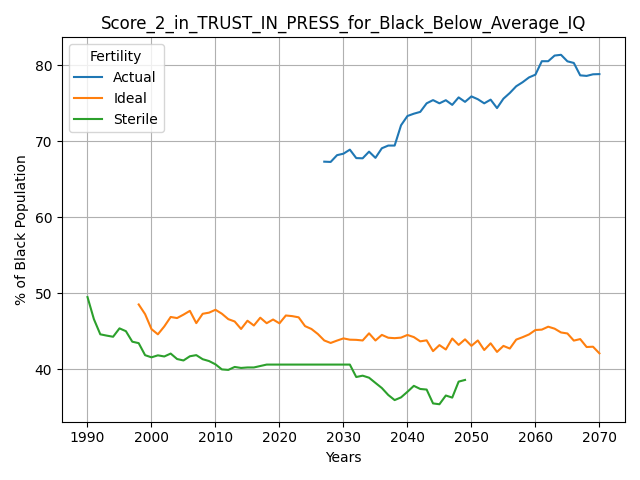 Score_2_in_TRUST_IN_PRESS_for_Black_Below_Average_IQ
Fertility
Actual
Ideal
Sterile
% of Black Population
80
70
60
50
40
1990
2000
2010
2020
2030
2040
2050
2060
2070
Years